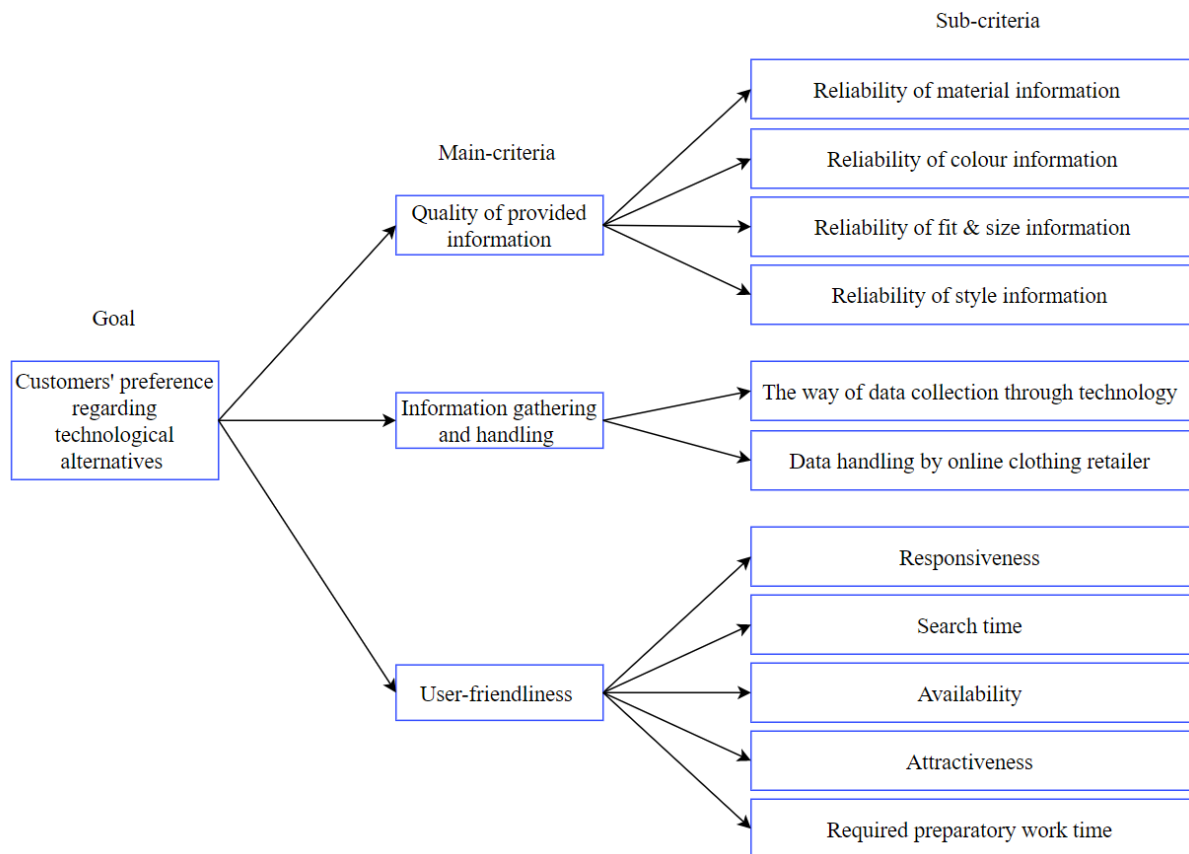 Sub-criteria
Reliability of material information
Main-criteria
Reliability of colour information
Quality of provided
information
Reliability of fit & size information
Reliability of style information
Goal
Customers' preference
regarding
technological
alternatives
Information gathering
and handling
The way of data collection through technology
Data handling by online clothing retailer
Responsiveness
Search time
User-friendliness
Availability
Attractiveness
Required preparatory work time